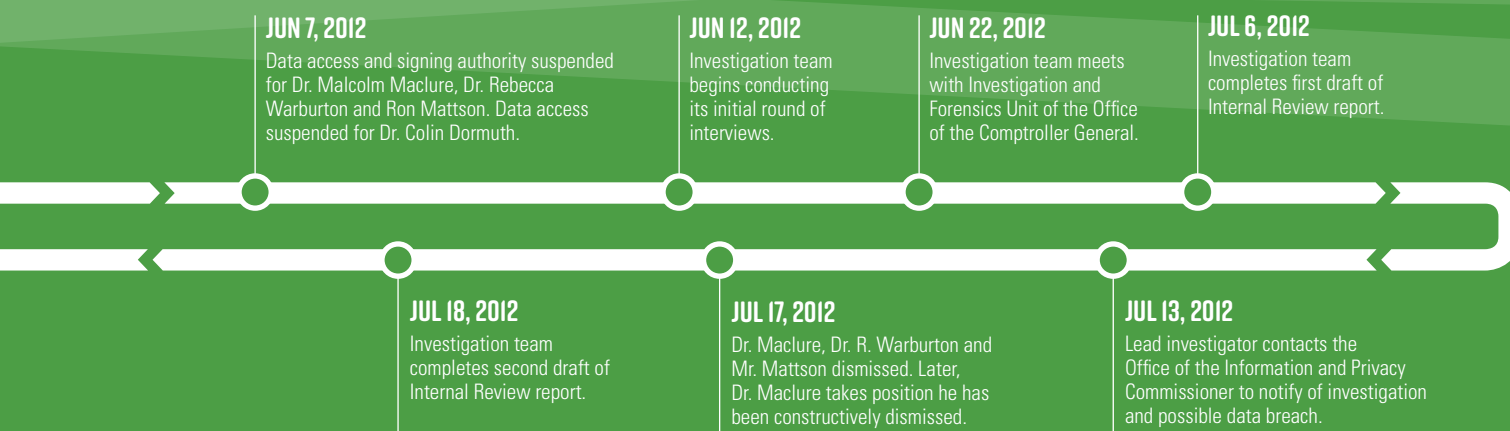 JUN 7, 2012
Data access and signing authority suspended
for Dr. Malcolm Maclure, Dr. Rebecca
Warburton and Ron Mattson. Data access
suspended for Dr. Colin Dormuth.
JUN 12, 2012
Investigation team
begins conducting
its initial round of
interviews.
JUN 22, 2012
Investigation team meets
with Investigation and
Forensics Unit of the Office
of the Comptroller General.
JUL 6, 2012
Investigation team
completes first draft of
Internal Review report.
JUL 13, 2012
Lead investigator contacts the
Office of the Information and Privacy
Commissioner to notify of investigation
and possible data breach.
JUL 17, 2012
Dr. Maclure, Dr. R. Warburton and
Mr. Mattson dismissed. Later,
Dr. Maclure takes position he has
been constructively dismissed.
JUL 18, 2012
Investigation team
completes second draft of
Internal Review report.